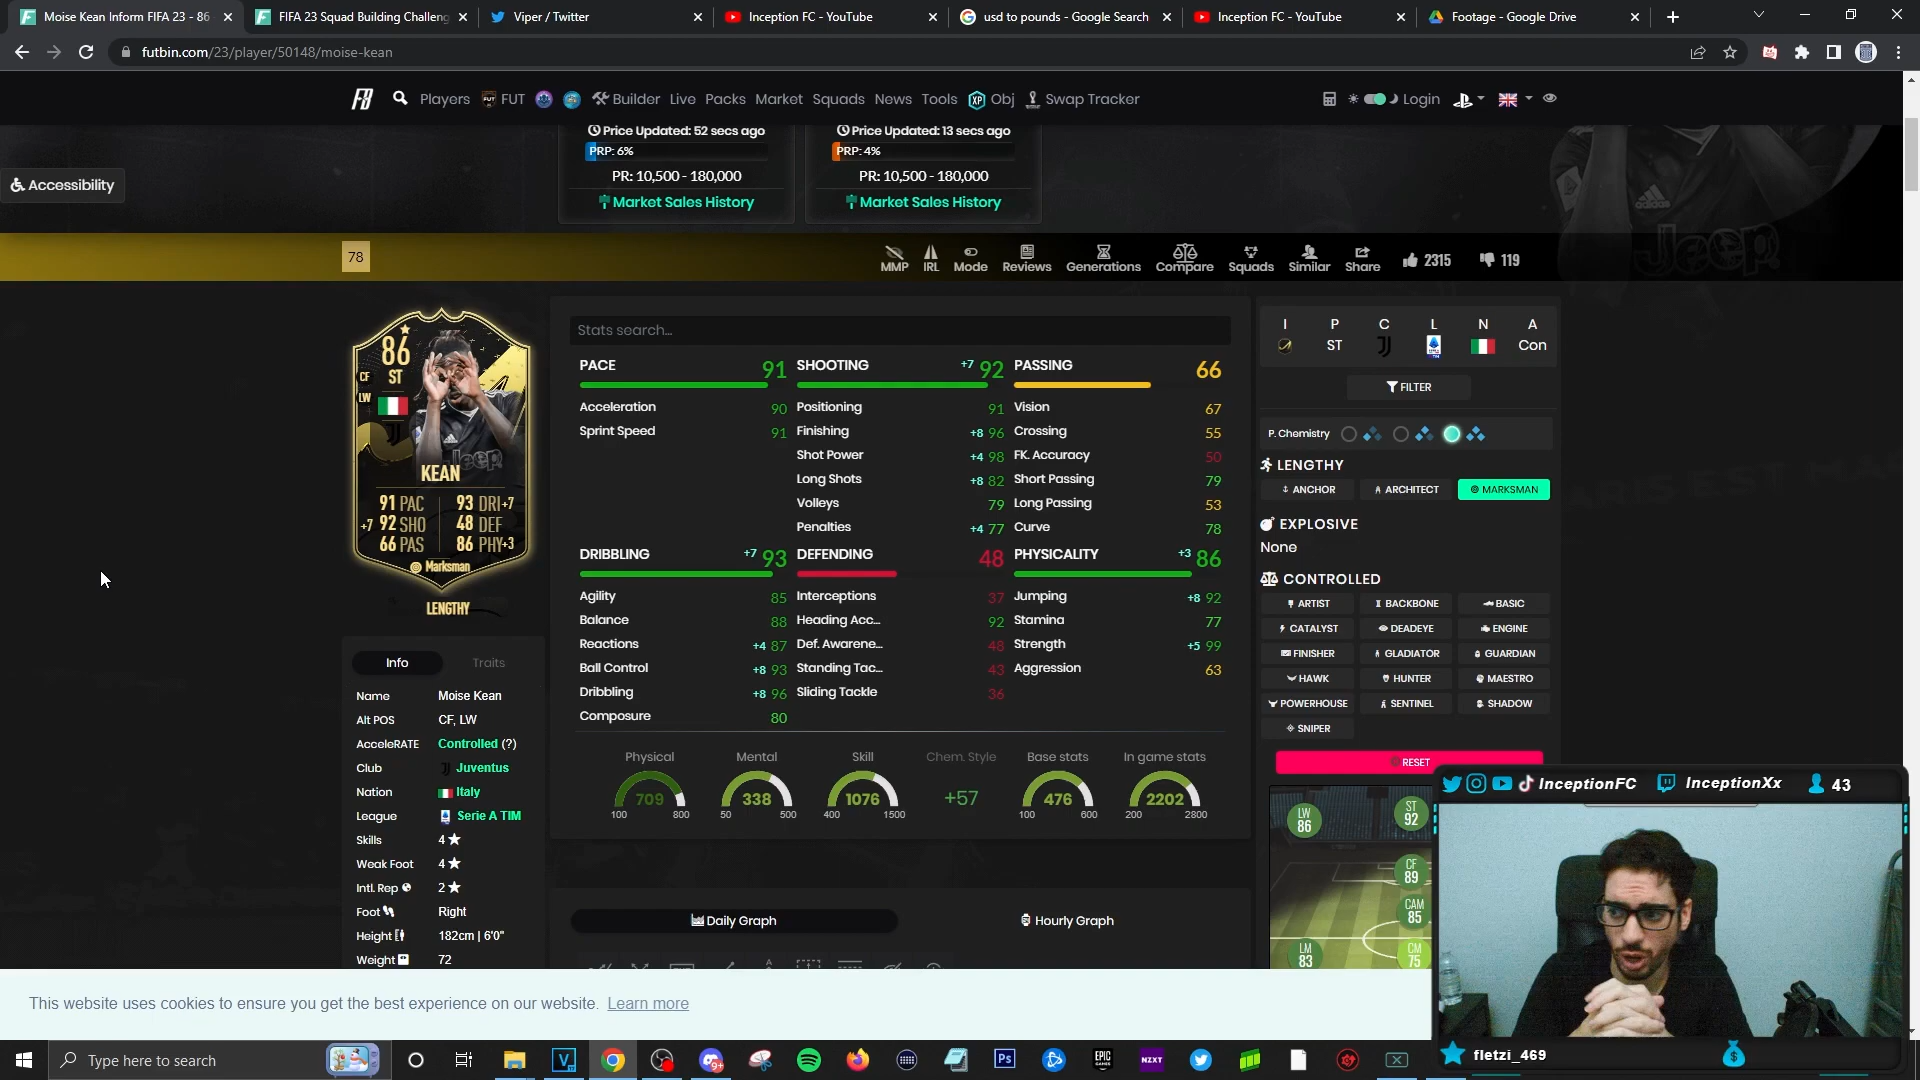 Moise Kean Inform FIFA 23 - 86
FIFA 23 Squad Building Challeng
Viper / Twitter
Inception FC - YouTube
usd to pounds - Google Search
Inception FC - YouTube
Footage - Google Drive
futbin.com/23/player/50148/moise-kean
Players FUT Builder Live Packs Market Squads News Tools Obj Swap Tracker Login
Price Updated: 52 secs ago
Price Updated: 13 secs ago
PRP: 6%
PRP: 4%
PR: 10,500 - 180,000
PR: 10,500 - 180,000
Market Sales History
Market Sales History
Accessibility
78
MMP IRL Mode Reviews Generations Compare Squads Similar Share 2315 119
86
ST
CF
LW
KEAN
91 PAC 93 DRI+7
+7 92 SHO 48 DEF
66 PAS 86 PHY+3
Marksman
LENGTHY
Stats search...
PACE 91
Acceleration 90
Sprint Speed 91
SHOOTING +7 92
Positioning 91
Finishing +8 96
Shot Power +4 98
Long Shots +8 82
Volleys 79
Penalties +4 77
PASSING 66
Vision 67
Crossing 55
FK. Accuracy 50
Short Passing 79
Long Passing 53
Curve 78
DRIBBLING +7 93
Agility 85
Balance 88
Reactions +4 87
Ball Control +8 93
Dribbling +8 96
Composure 80
DEFENDING 48
Interceptions 37
Heading Acc... 92
Def. Awarene... 48
Standing Tac... 43
Sliding Tackle 36
PHYSICALITY +3 86
Jumping +8 92
Stamina 77
Strength +5 99
Aggression 63
Physical Mental Skill Chem. Style Base stats In game stats
709 338 1076 +57 476 2202
100 800 50 500 400 1500 100 600 200 2800
Daily Graph
Hourly Graph
I P C L N A
ST Con
FILTER
P. Chemistry
LENGTHY
ANCHOR ARCHITECT MARKSMAN
EXPLOSIVE
None
CONTROLLED
ARTIST BACKBONE BASIC
CATALYST DEADEYE ENGINE
FINISHER GLADIATOR GUARDIAN
HAWK HUNTER MAESTRO
POWERHOUSE SENTINEL SHADOW
SNIPER
RESET
LW
86
ST
92
CF
89
CAM
85
LM
83
CM
75
Info Traits
Name Moise Kean
Alt POS CF, LW
AcceleRATE Controlled (?)
Club Juventus
Nation Italy
League Serie A TIM
Skills 4
Weak Foot 4
Intl. Rep 2
Foot Right
Height 182cm | 6'0"
Weight 72
This website uses cookies to ensure you get the best experience on our website. Learn more
InceptionFC InceptionXx 43
fletzi_469
Type here to search
Jeep
Jeep
9+
Ps
EPIC
GAMES
NZXT